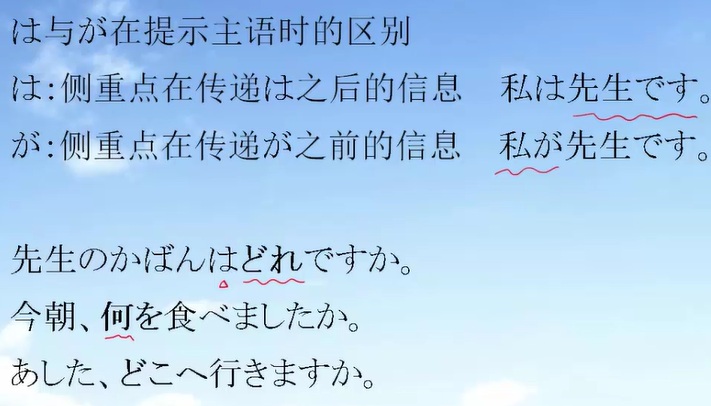 は与が在提示主语时的区别
は:侧重点在传递は之后的信息　私は先生です。
が:侧重点在传递が之前的信息　私が先生です。
先生のかばんはどれですか。
今朝、何を食べましたか。
あした、どこへ行きますか。